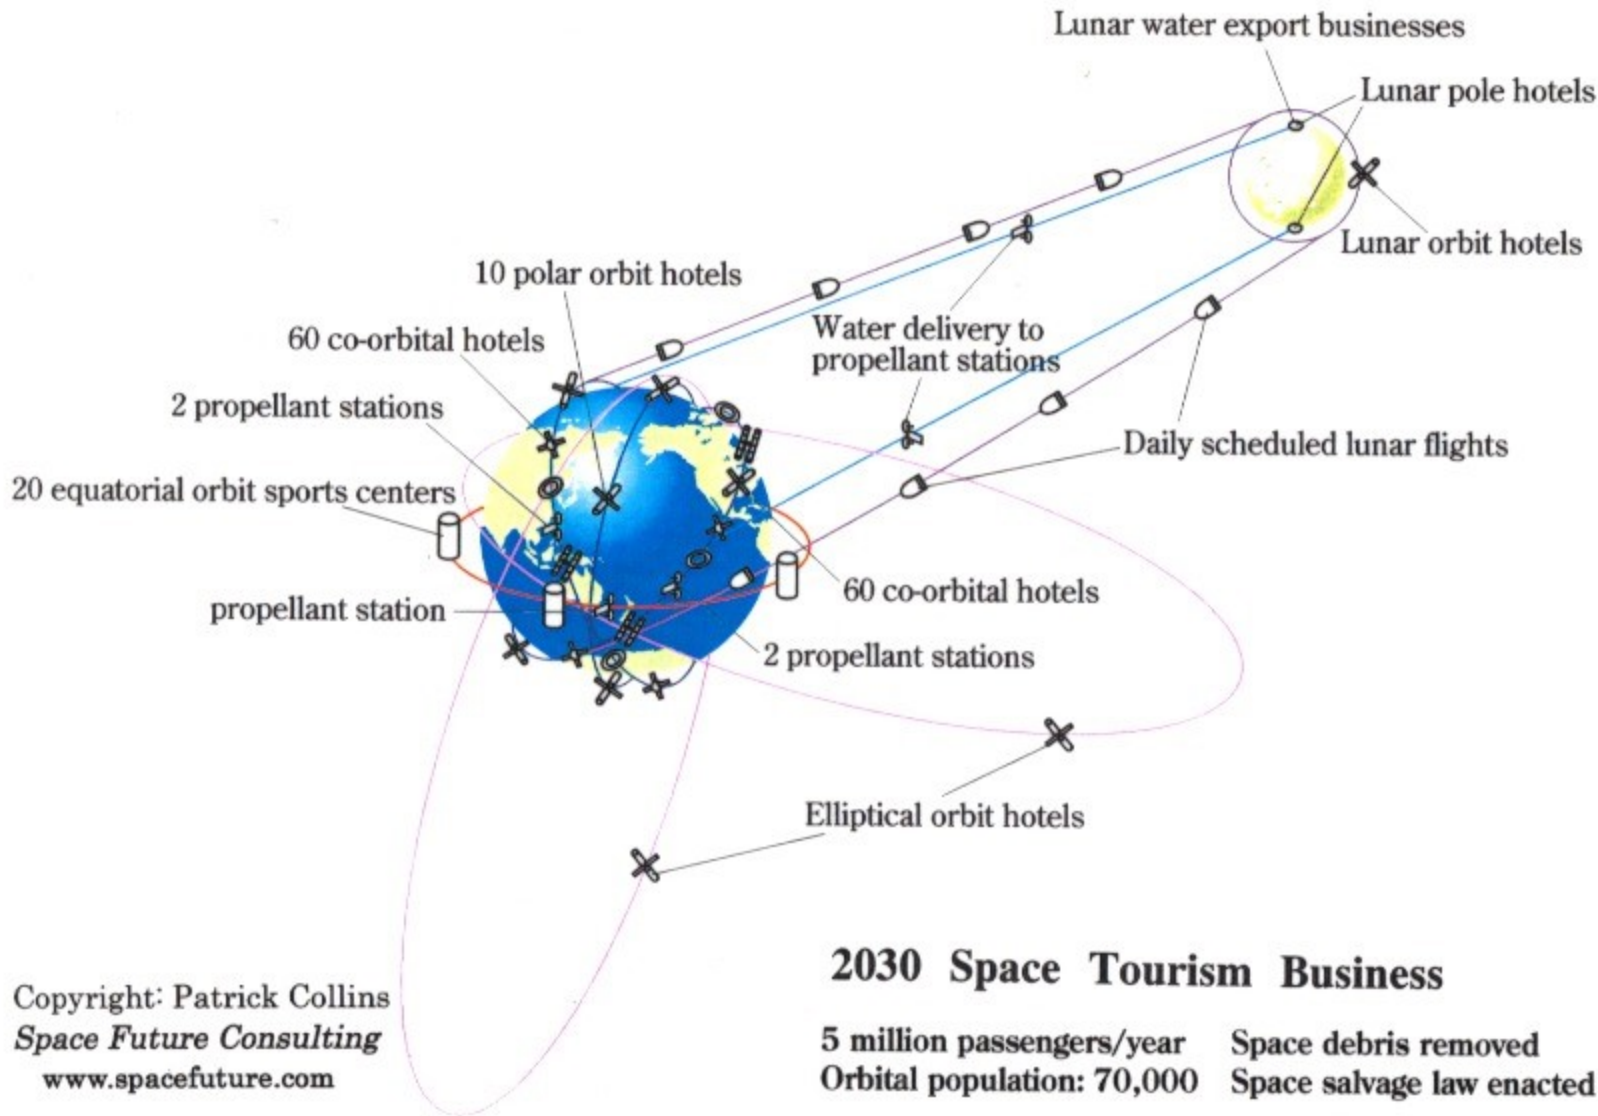 Lunar water export businesses
Lunar pole hotels
Lunar orbit hotels
10 polar orbit hotels
60 co-orbital hotels
Water delivery to
propellant stations
2 propellant stations
Daily scheduled lunar flights
20 equatorial orbit sports centers
60 co-orbital hotels
propellant station
2 propellant stations
Elliptical orbit hotels
2030 Space Tourism Business
5 million passengers/year Space debris removed
Orbital population: 70,000 Space salvage law enacted
Copyright: Patrick Collins
Space Future Consulting
www.spacefuture.com